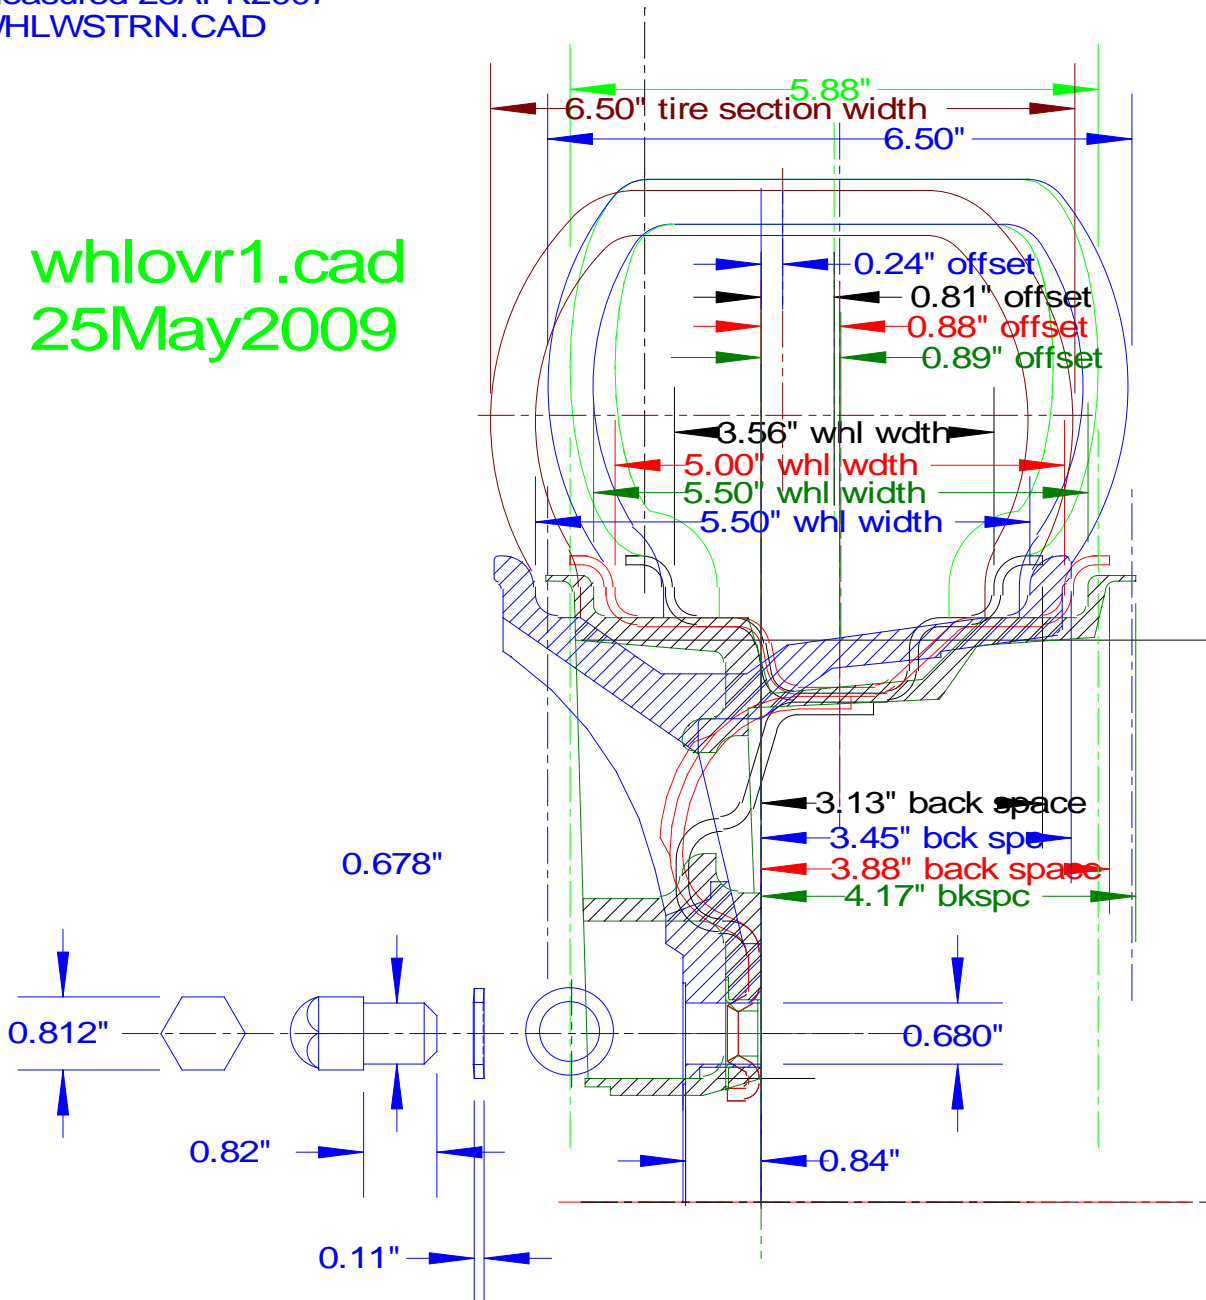 WHLWSTRN.CAD
5.88"
6.50" tire section width
6.50"
whlovr1.cad
25May2009
0.24" offset
0.81" offset
0.88" offset
0.89" offset
3.56" whl wdth
5.00" whl wdth
5.50" whl width
5.50" whl width
3.13" back space
3.45" bck spc
3.88" back space
4.17" bkspc
0.678"
0.812"
0.680"
0.82"
0.84"
0.11"